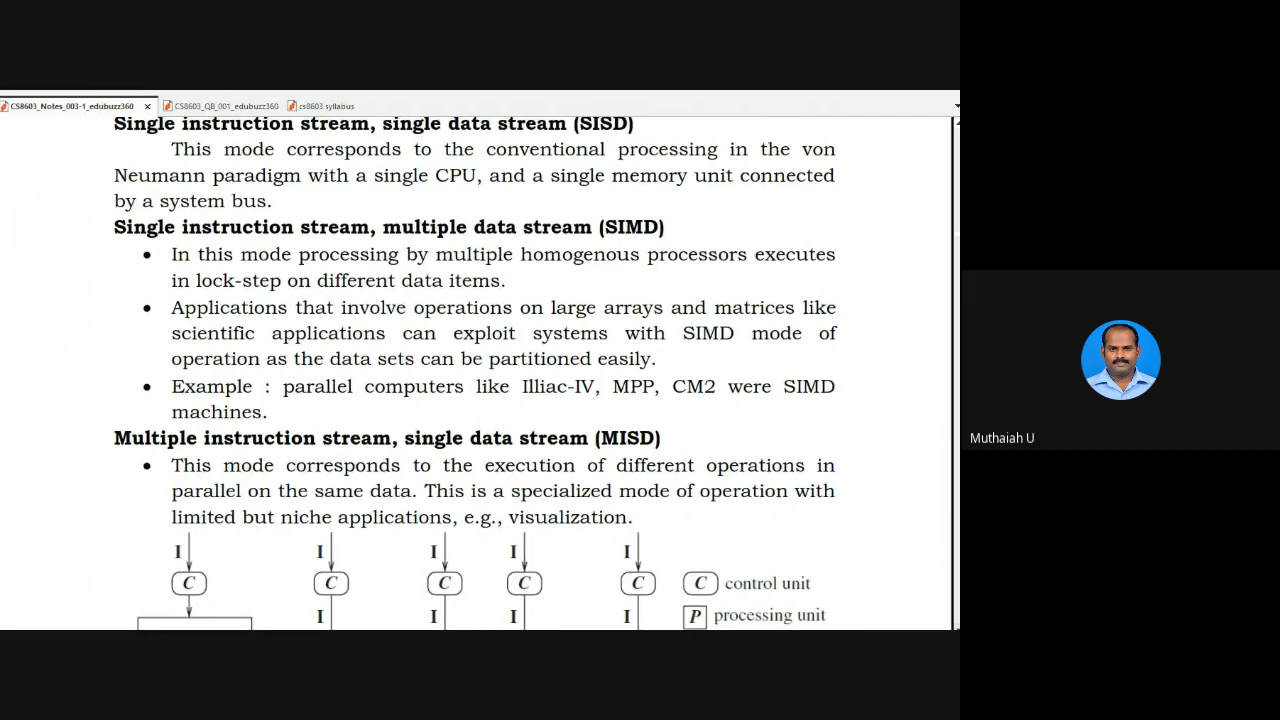 CS8603_Notes_003-1_edubuzz360 × CS8603_QB_001_edubuzz360 cs8603 syllabus
Single instruction stream, single data stream (SISD)
This mode corresponds to the conventional processing in the von
Neumann paradigm with a single CPU, and a single memory unit connected
by a system bus.
Single instruction stream, multiple data stream (SIMD)
• In this mode processing by multiple homogenous processors executes
in lock-step on different data items.
• Applications that involve operations on large arrays and matrices like
scientific applications can exploit systems with SIMD mode of
operation as the data sets can be partitioned easily.
• Example : parallel computers like Illiac-IV, MPP, CM2 were SIMD
machines.
Multiple instruction stream, single data stream (MISD)
• This mode corresponds to the execution of different operations in
parallel on the same data. This is a specialized mode of operation with
limited but niche applications, e.g., visualization.
I I I I I
C C C C C C control unit
I I I I P processing unit
Muthaiah U